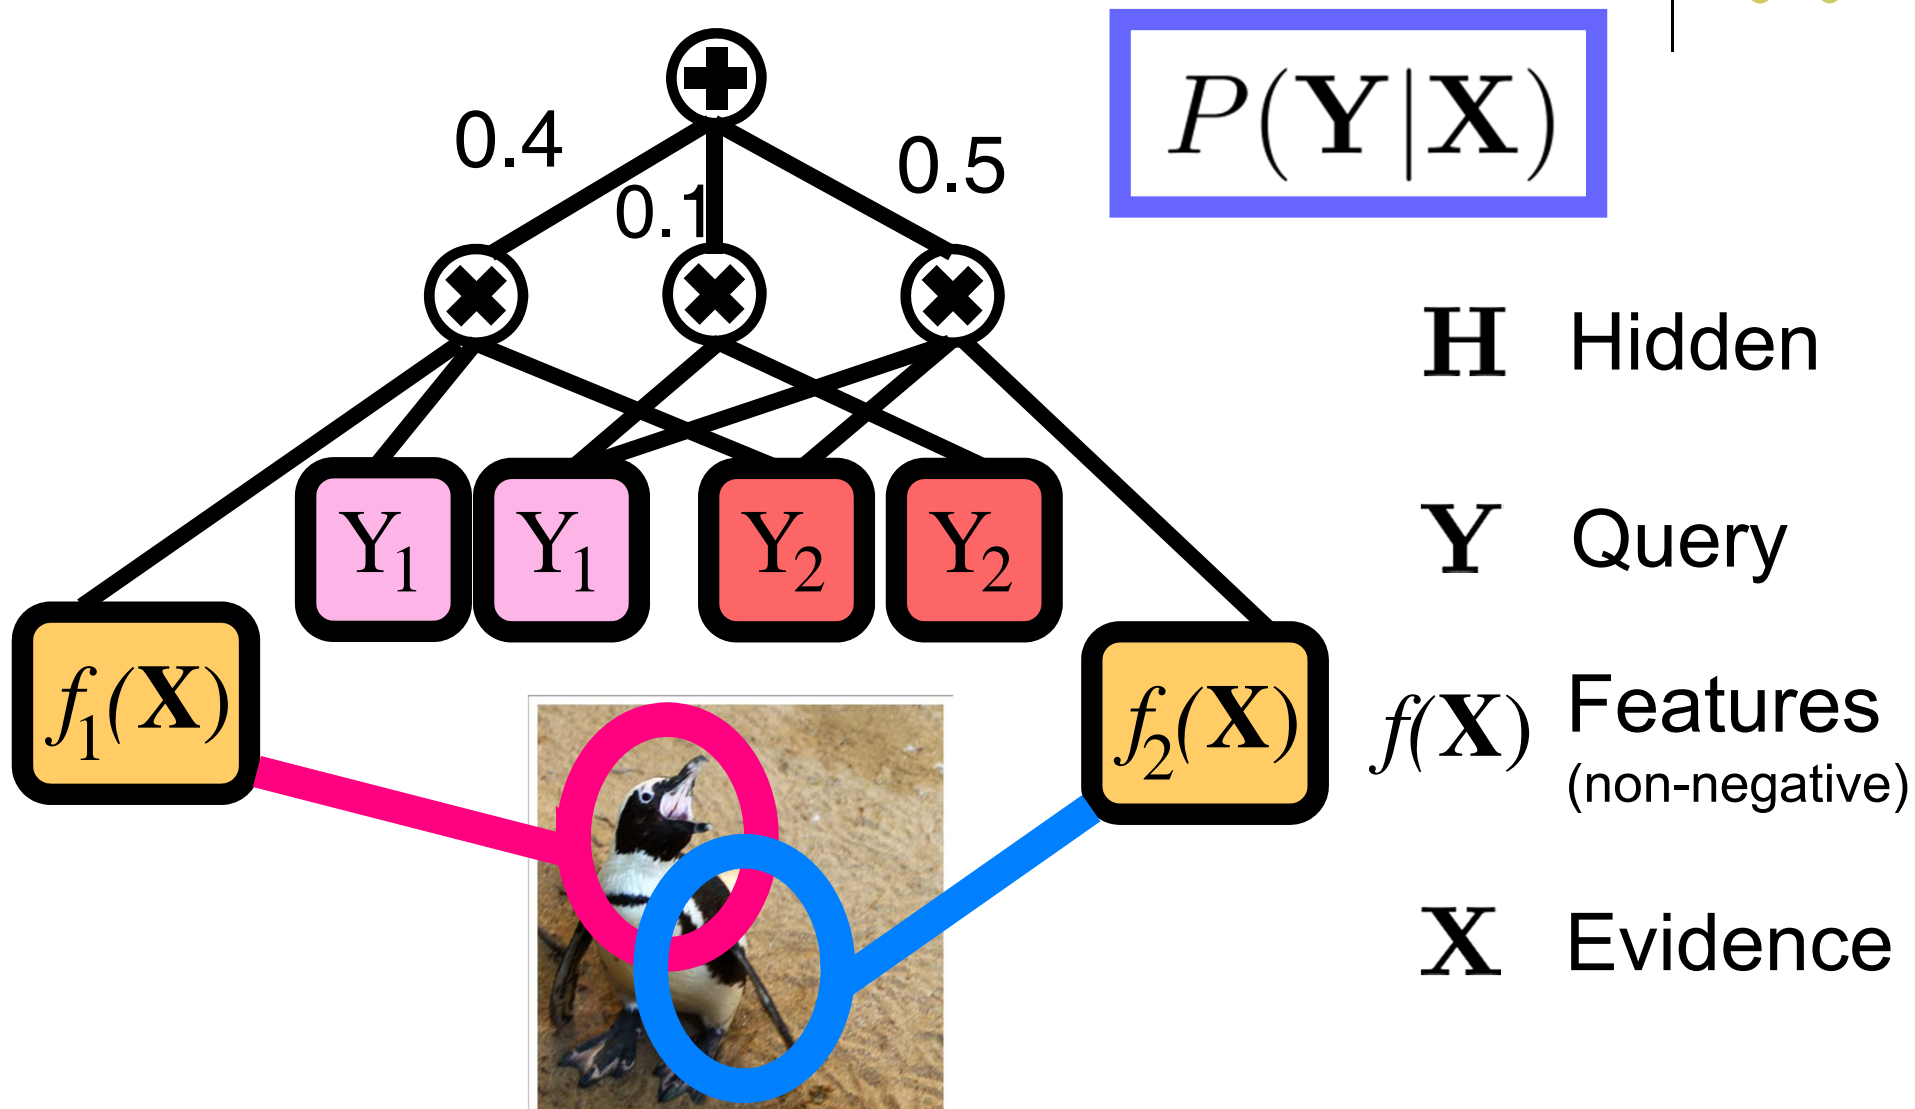 P(Y|X)
0.4
0.1
0.5
H Hidden
Y Query
Y1 Y1 Y2 Y2
f1(X)
f2(X)
f(X) Features
(non-negative)
X Evidence